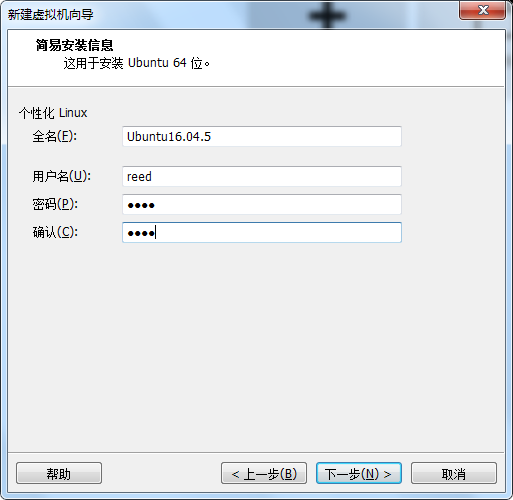 新建虚拟机向导
简易安装信息
这用于安装 Ubuntu 64 位。
个性化 Linux
全名(F): Ubuntu16.04.5
用户名(U): reed
密码(P): ●●●●
确认(C): ●●●●
帮助 < 上一步(B) 下一步(N) > 取消